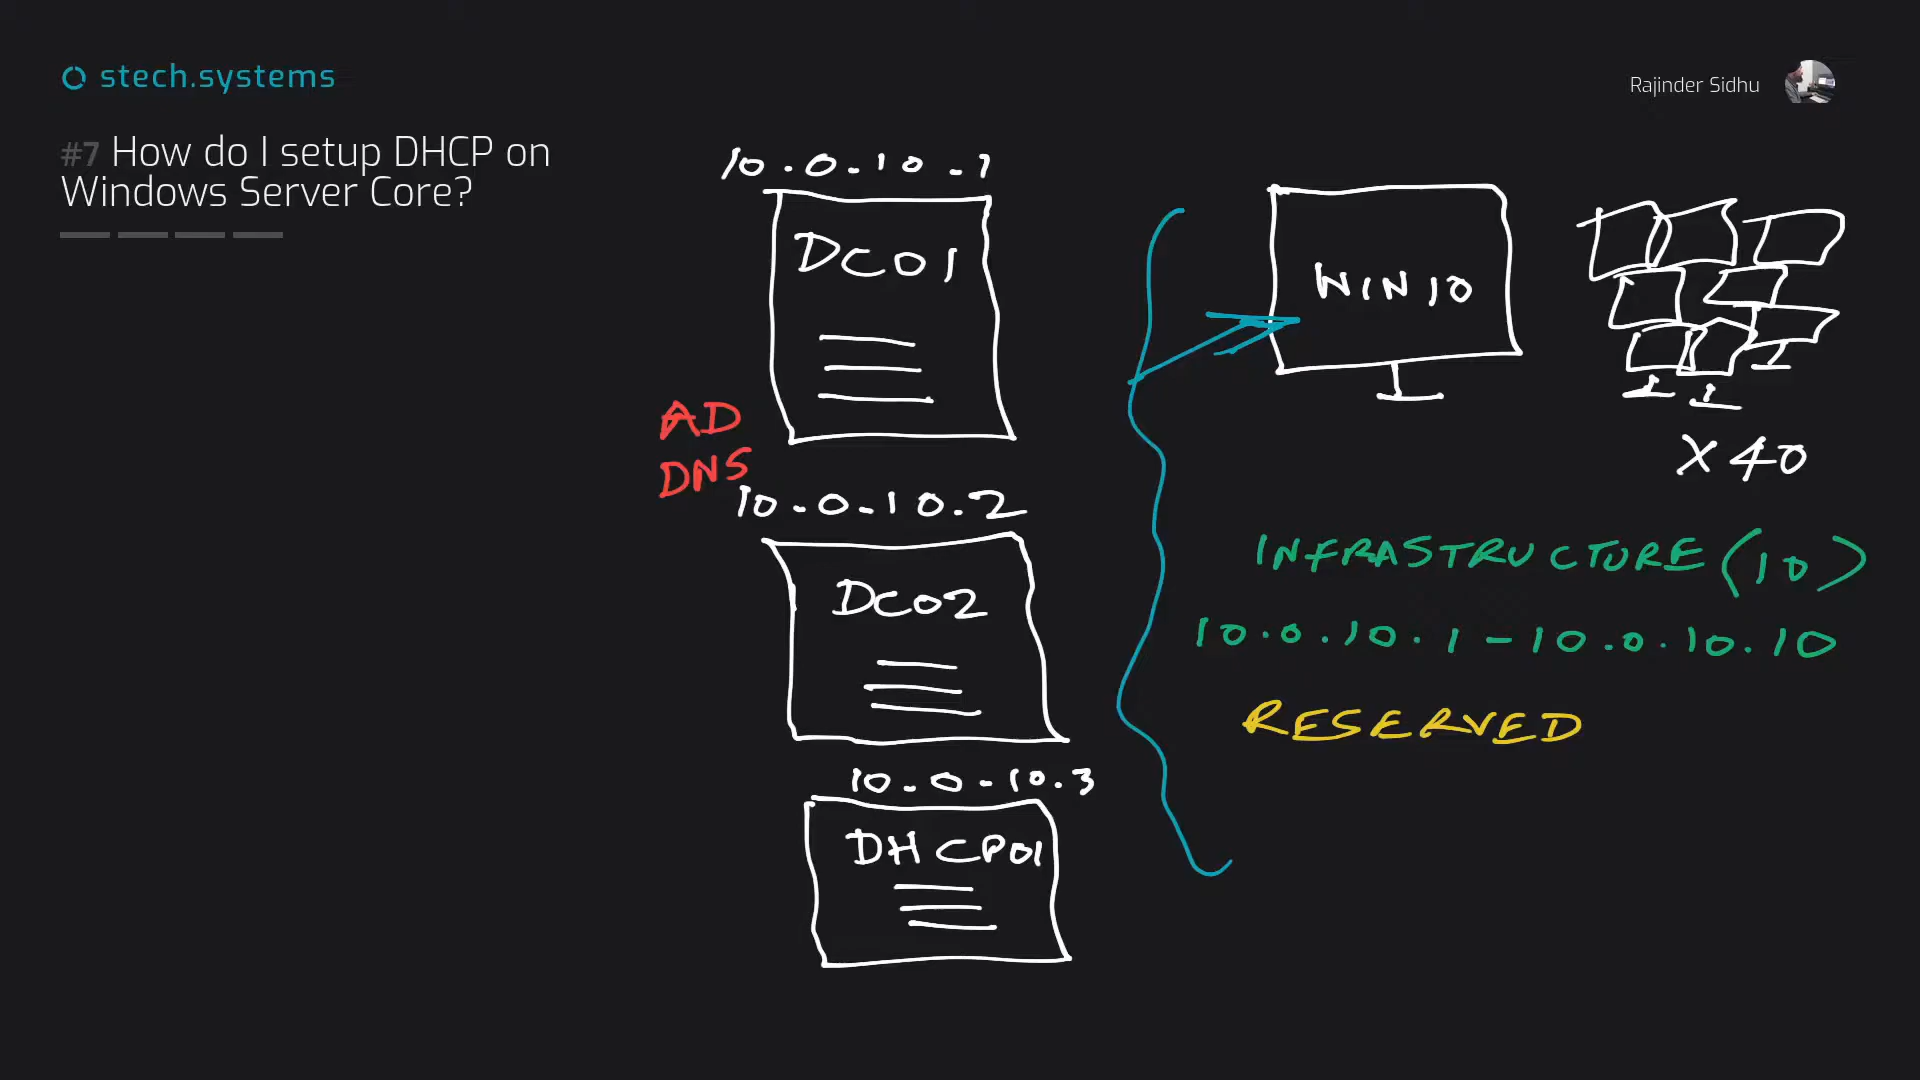 stech.systems
Rajinder Sidhu
#7 How do I setup DHCP on
Windows Server Core?
10.0.10.1
DC01
AD
DNS
10.0.10.2
DC02
10.0.10.3
DHCP01
WIN10
X 40
INFRASTRUCTURE (10)
10.0.10.1 - 10.0.10.10
RESERVED